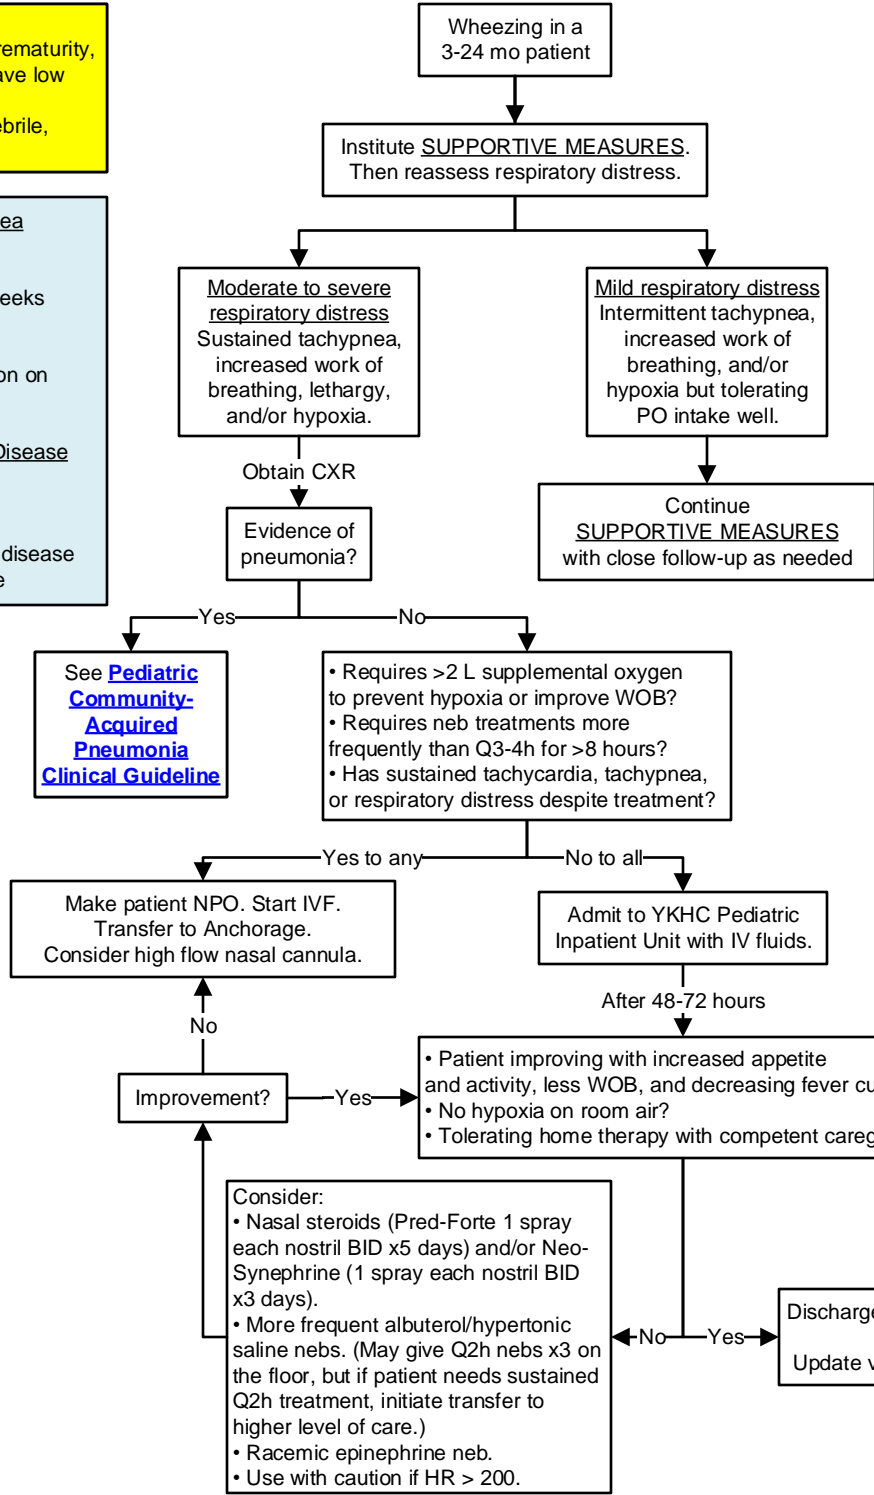 rematurity,
ave low
ebrile,
ea
eeks
on on
Disease
disease
e
Wheezing in a
3-24 mo patient
Institute SUPPORTIVE MEASURES.
Then reassess respiratory distress.
Moderate to severe
respiratory distress
Sustained tachypnea,
increased work of
breathing, lethargy,
and/or hypoxia.
Mild respiratory distress
Intermittent tachypnea,
increased work of
breathing, and/or
hypoxia but tolerating
PO intake well.
Obtain CXR
Continue
SUPPORTIVE MEASURES
with close follow-up as needed
Evidence of
pneumonia?
Yes
No
See Pediatric
Community-
Acquired
Pneumonia
Clinical Guideline
• Requires >2 L supplemental oxygen
to prevent hypoxia or improve WOB?
• Requires neb treatments more
frequently than Q3-4h for >8 hours?
• Has sustained tachycardia, tachypnea,
or respiratory distress despite treatment?
Yes to any
No to all
Make patient NPO. Start IVF.
Transfer to Anchorage.
Consider high flow nasal cannula.
Admit to YKHC Pediatric
Inpatient Unit with IV fluids.
After 48-72 hours
No
Improvement?
Yes
• Patient improving with increased appetite
and activity, less WOB, and decreasing fever cu
• No hypoxia on room air?
• Tolerating home therapy with competent careg
Consider:
• Nasal steroids (Pred-Forte 1 spray
each nostril BID x5 days) and/or Neo-
Synephrine (1 spray each nostril BID
x3 days).
• More frequent albuterol/hypertonic
saline nebs. (May give Q2h nebs x3 on
the floor, but if patient needs sustained
Q2h treatment, initiate transfer to
higher level of care.)
• Racemic epinephrine neb.
• Use with caution if HR > 200.
No
Yes
Discharge
Update v